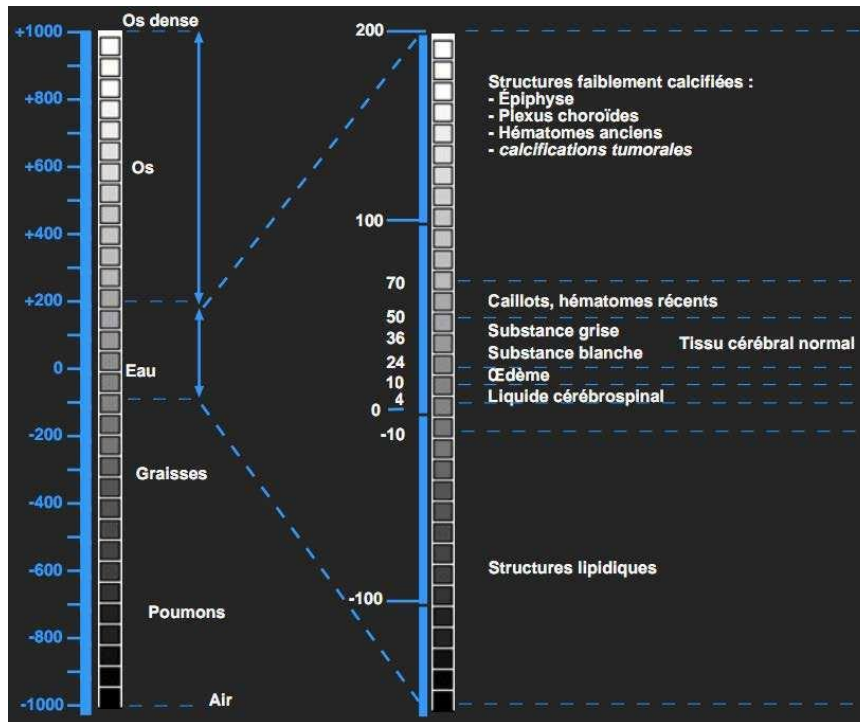 Os dense
+1000
+800
Os
+600
+400
+200
0
Eau
-200
Graisses
-400
-600
Poumons
-800
Air
-1000
200
100
70
50
36
24
10
4
0
-10
-100
Structures faiblement calcifiées :
- Épiphyse
- Plexus choroïdes
- Hématomes anciens
- calcifications tumorales
Caillots, hématomes récents
Substance grise
Tissu cérébral normal
Substance blanche
Œdème
Liquide cérébrospinal
Structures lipidiques